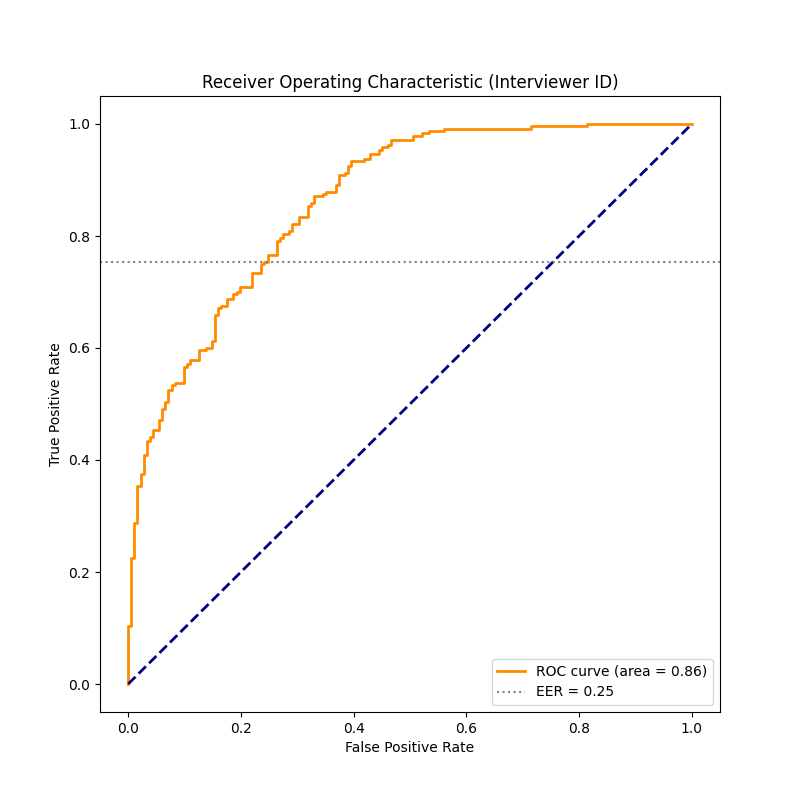 Receiver Operating Characteristic (Interviewer ID)
1.0
0.8
0.6
0.4
0.2
0.0
True Positive Rate
0.0 0.2 0.4 0.6 0.8 1.0
False Positive Rate
ROC curve (area = 0.86)
EER = 0.25